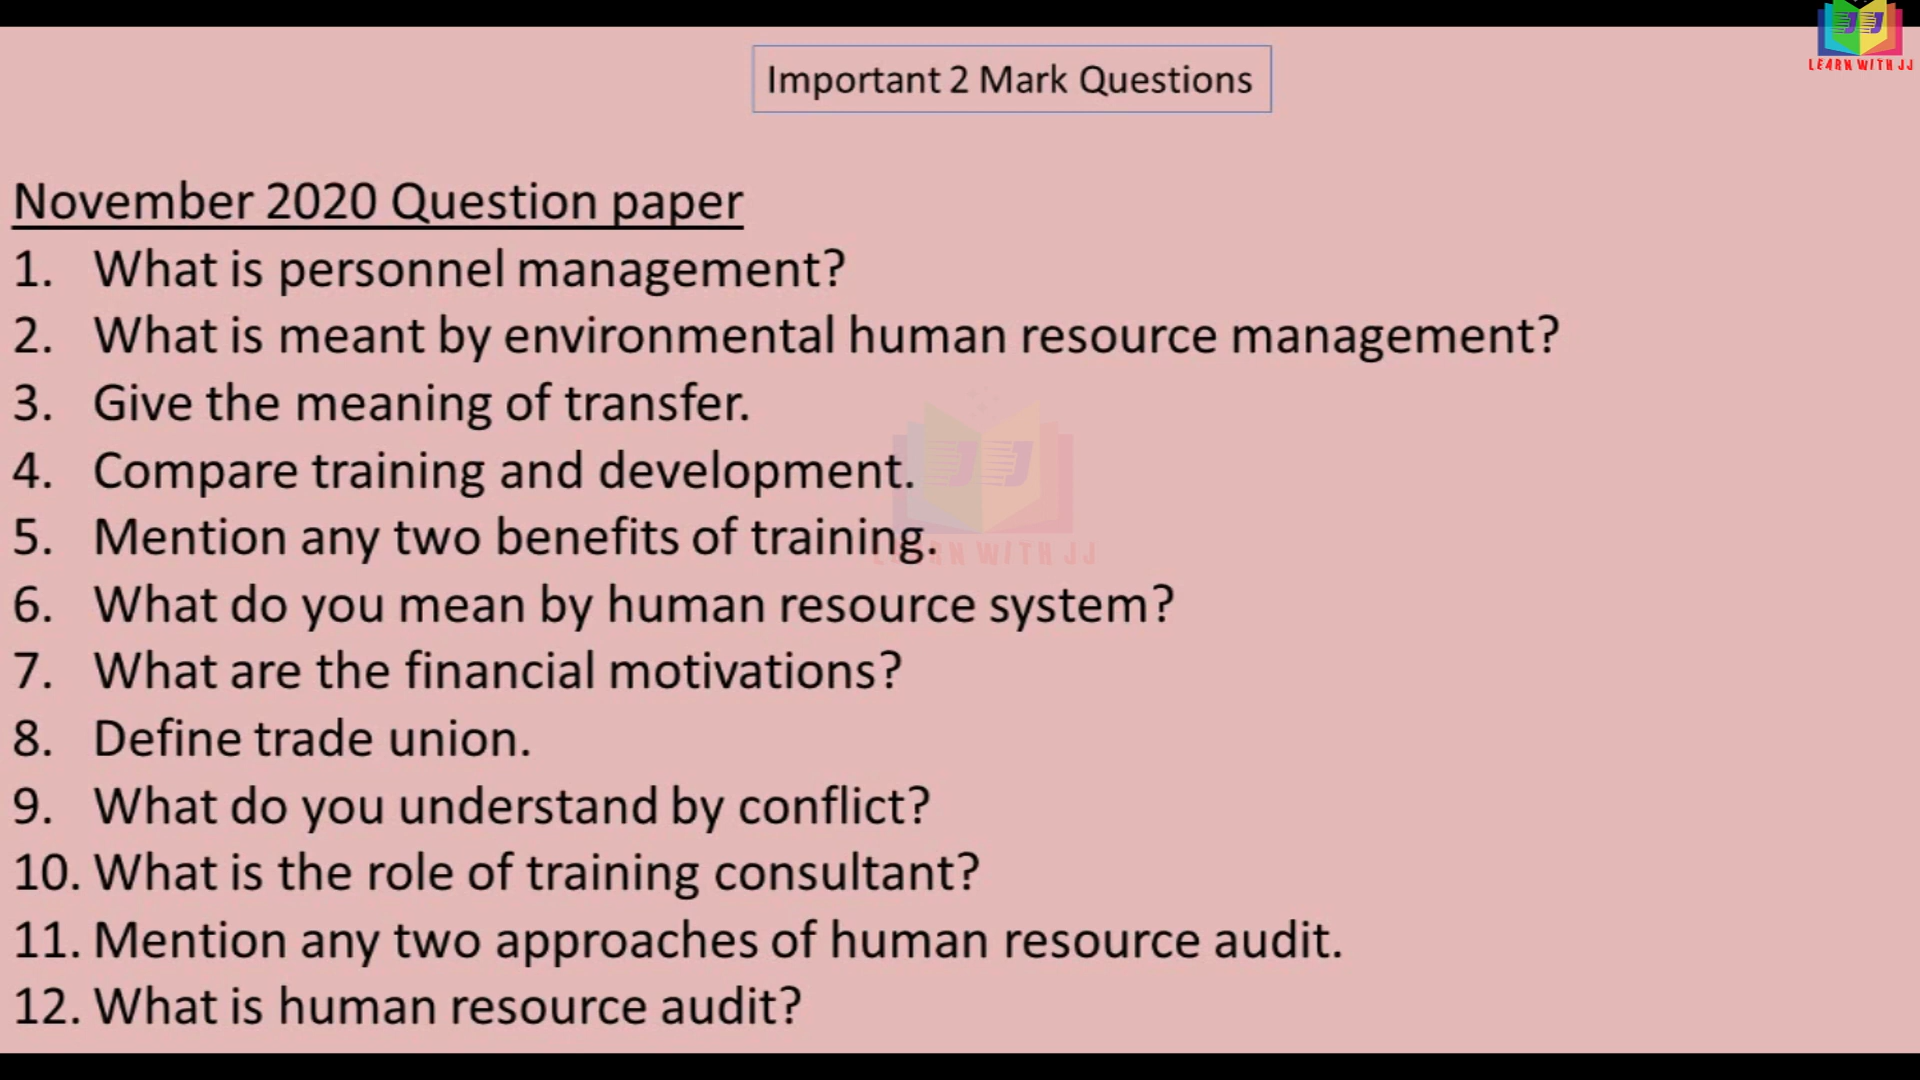 LEARN WITH JJ
Important 2 Mark Questions
November 2020 Question paper
1. What is personnel management?
2. What is meant by environmental human resource management?
3. Give the meaning of transfer.
4. Compare training and development.
5. Mention any two benefits of training.
LEARN WITH JJ
6. What do you mean by human resource system?
7. What are the financial motivations?
8. Define trade union.
9. What do you understand by conflict?
10. What is the role of training consultant?
11. Mention any two approaches of human resource audit.
12. What is human resource audit?